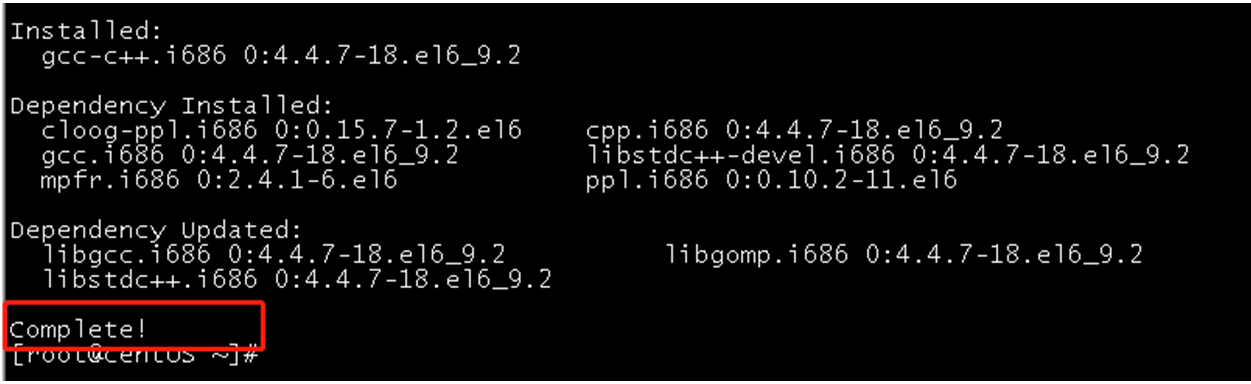 Installed:
gcc-c++.i686 0:4.4.7-18.el6_9.2
Dependency Installed:
cloog-ppl.i686 0:0.15.7-1.2.el6 cpp.i686 0:4.4.7-18.el6_9.2
gcc.i686 0:4.4.7-18.el6_9.2 libstdc++-devel.i686 0:4.4.7-18.el6_9.2
mpfr.i686 0:2.4.1-6.el6 ppl.i686 0:0.10.2-11.el6
Dependency Updated:
libgcc.i686 0:4.4.7-18.el6_9.2 libgomp.i686 0:4.4.7-18.el6_9.2
libstdc++.i686 0:4.4.7-18.el6_9.2
Complete!
[root@centOS ~]#